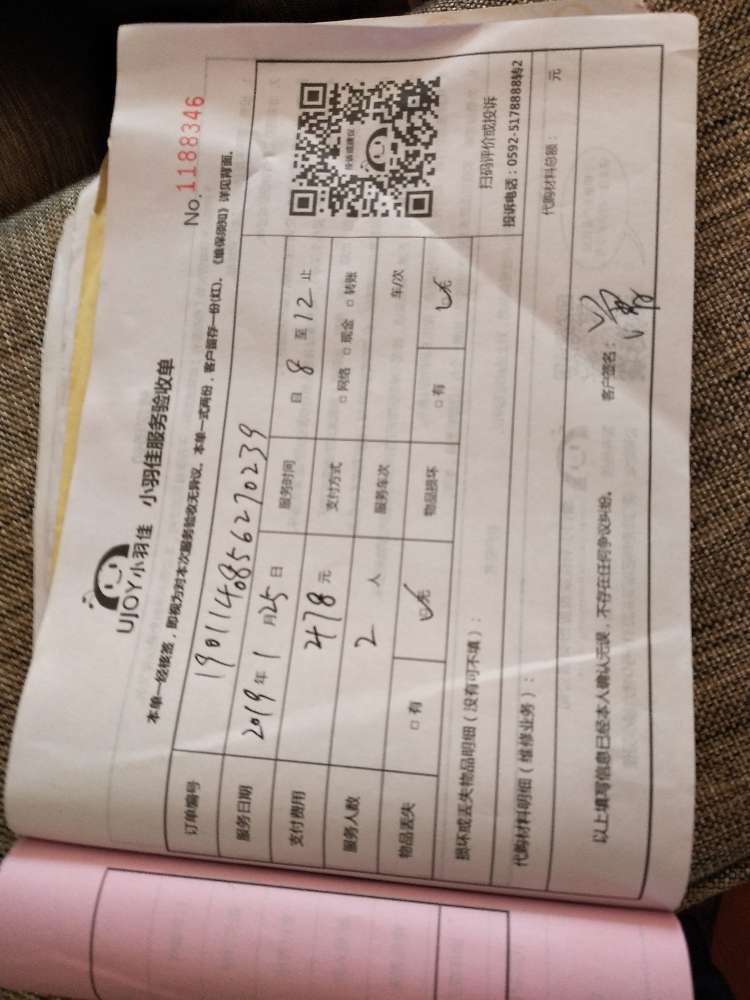 UJOY小羽佳 小羽佳服务验收单
No.1188346
本单一经核签，即视为对本次服务验收无异议。本单一式两份，客户留存一份(红)。《维保须知》详见背面。
订单编号 190114085627 0239
服务日期 2019年1月25日 服务时间 自8至12止
支付费用 478元 支付方式 □网络 □现金 □转账
服务人数 2人 服务车次 车/次
物品丢失 □有 ☑无 物品损坏 □有 ☑无
扫码评价或投诉
投诉电话：0592-5178888转2
损坏或丢失物品明细（没有可不填）：
代购材料明细（维修业务）： 代购材料总额： 元
以上填写信息已经本人确认无误，不存在任何争议纠纷。 客户签名：